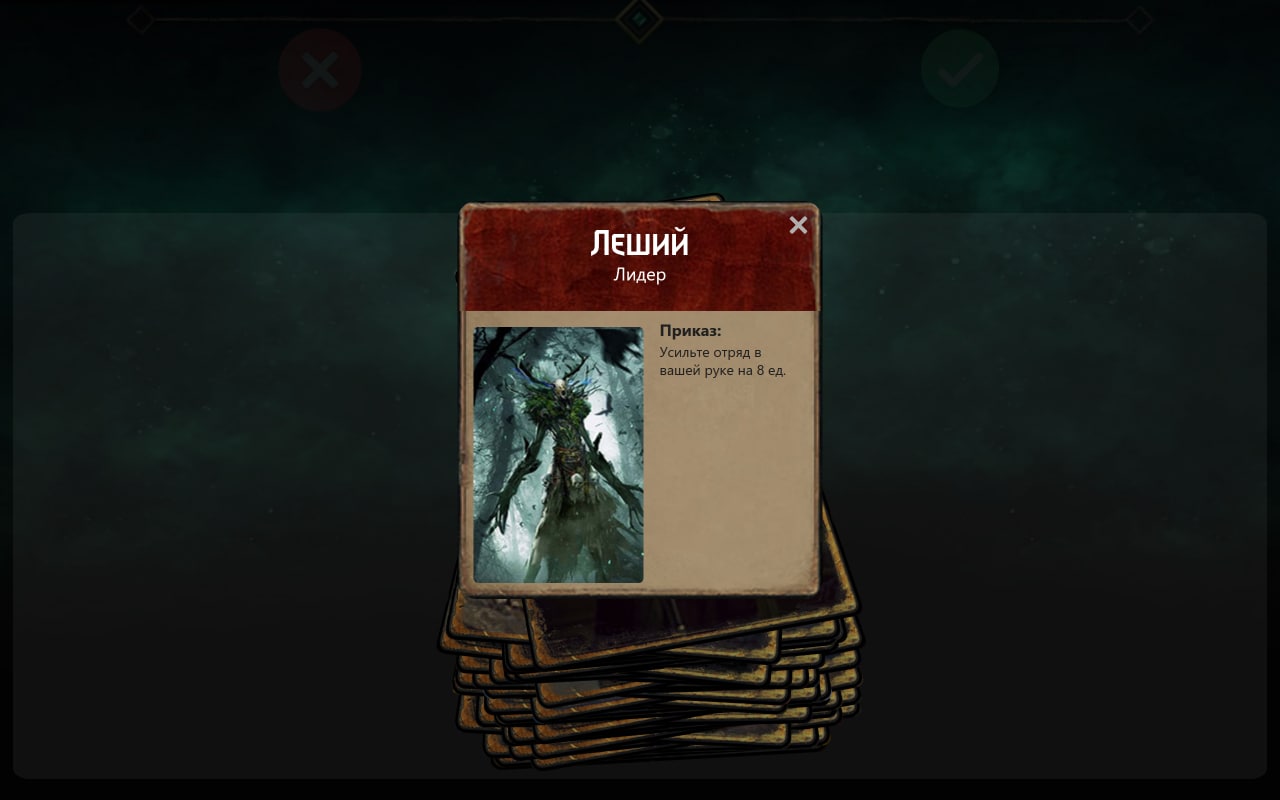 Леший
Лидер
Приказ:
Усильте отряд в
вашей руке на 8 ед.